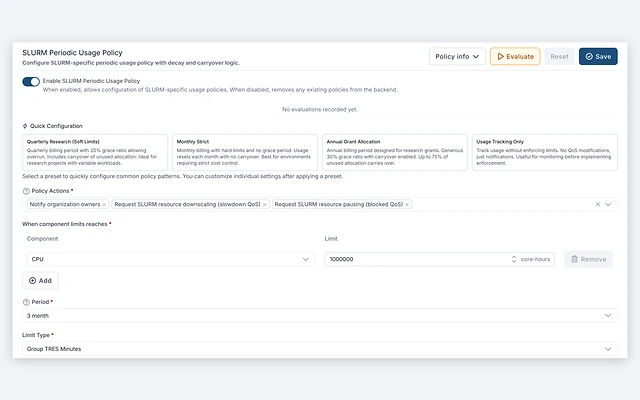 SLURM Periodic Usage Policy
Configure SLURM-specific periodic usage policy with decay and carryover logic.
Policy info
Evaluate
Reset
Save
Enable SLURM Periodic Usage Policy
When enabled, allows configuration of SLURM-specific usage policies. When disabled, removes any existing policies from the backend.
No evaluations recorded yet.
Quick Configuration
Quarterly Research (Soft Limits)
Quarterly billing period with 20% grace ratio allowing
overrun. Includes carryover of unused allocation. Ideal for
research projects with variable workloads.
Monthly Strict
Monthly billing with hard limits and no grace period. Usage
resets each month with no carryover. Best for environments
requiring strict cost control.
Annual Grant Allocation
Annual billing period designed for research grants. Generous
30% grace ratio with carryover enabled. Up to 75% of
unused allocation carries over.
Usage Tracking Only
Track usage without enforcing limits. No QoS modifications,
just notifications. Useful for monitoring before implementing
enforcement.
Select a preset to quickly configure common policy patterns. You can customize individual settings after applying a preset.
Policy Actions *
Notify organization owners ×
Request SLURM resource downscaling (slowdown QoS) ×
Request SLURM resource pausing (blocked QoS) ×
When component limits reaches *
Component
Limit
CPU
1000000
core-hours
Remove
Add
Period *
3 month
Limit Type *
Group TRES Minutes